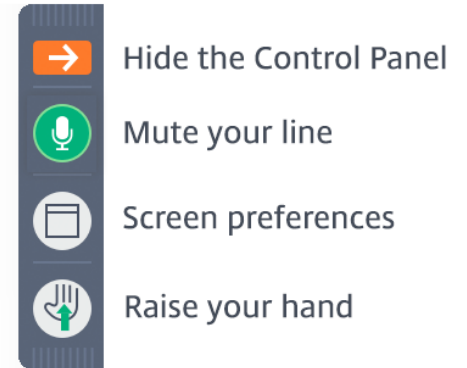 Hide the Control Panel
Mute your line
Screen preferences
Raise your hand